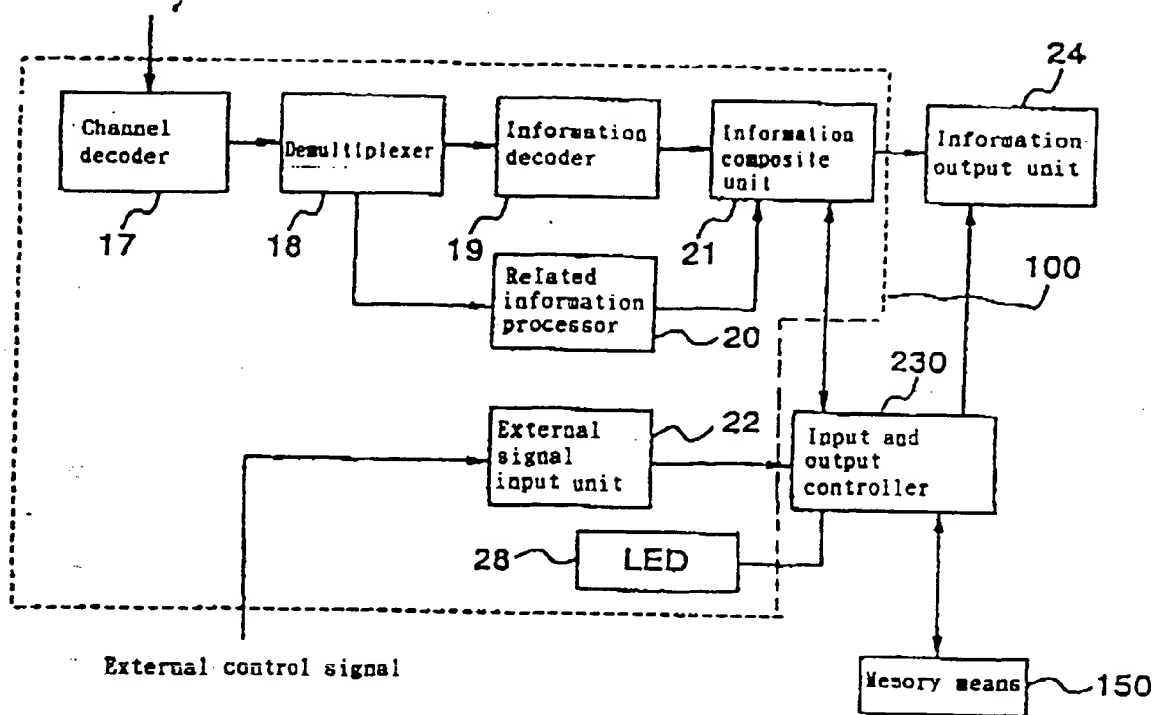 24
Channel
decoder
Demultiplexer
Information
decoder
Information
composite
unit
Information
output unit
17
18
19
21
Related
information
processor
100
20
230
External
signal
input unit
22
Input and
output
controller
28
LED
External control signal
Memory means
150